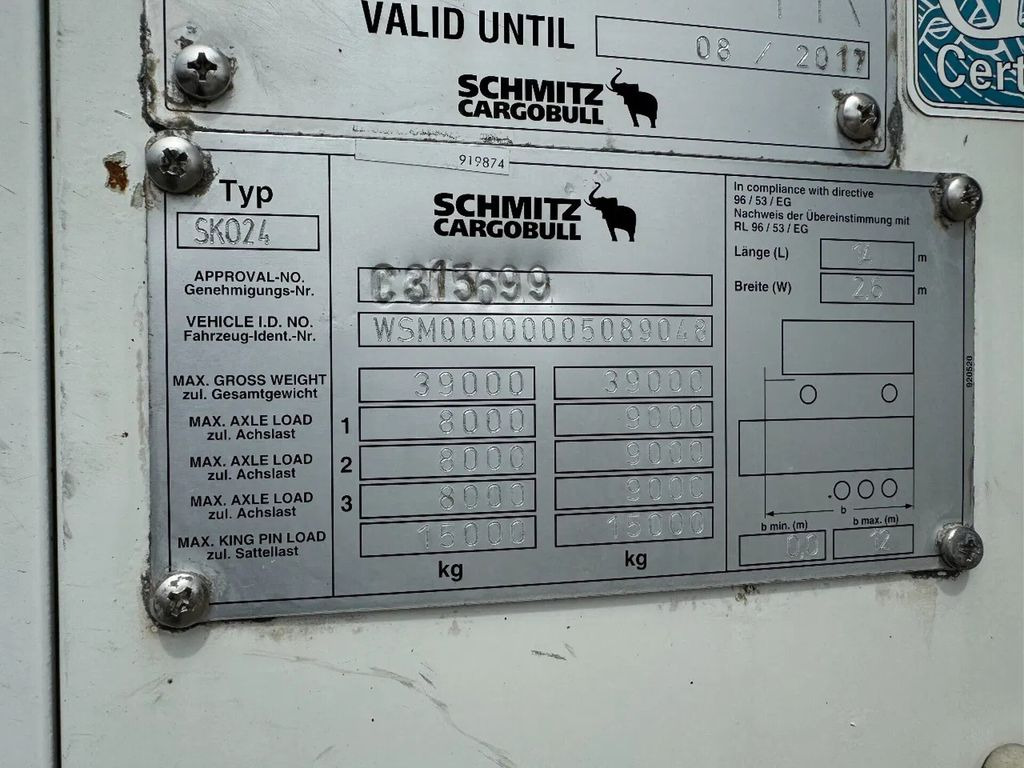 VALID UNTIL 08 / 2017
SCHMITZ
CARGOBULL
Cert
919874
Typ
SKO24
SCHMITZ
CARGOBULL
In compliance with directive
96 / 53 / EG
Nachweis der Übereinstimmung mit
RL 96 / 53 / EG
Länge (L) 14 m
Breite (W) 2,6 m
APPROVAL-NO.
Genehmigungs-Nr.
C315699
VEHICLE I.D. NO.
Fahrzeug-Ident.-Nr.
WSM00000005089048
MAX. GROSS WEIGHT
zul. Gesamtgewicht
39000 39000
MAX. AXLE LOAD
zul. Achslast
1 8000 9000
MAX. AXLE LOAD
zul. Achslast
2 8000 9000
MAX. AXLE LOAD
zul. Achslast
3 8000 9000
MAX. KING PIN LOAD
zul. Sattellast
15000 15000
kg kg
b
b min. (m) b max. (m)
0,0 12
920520